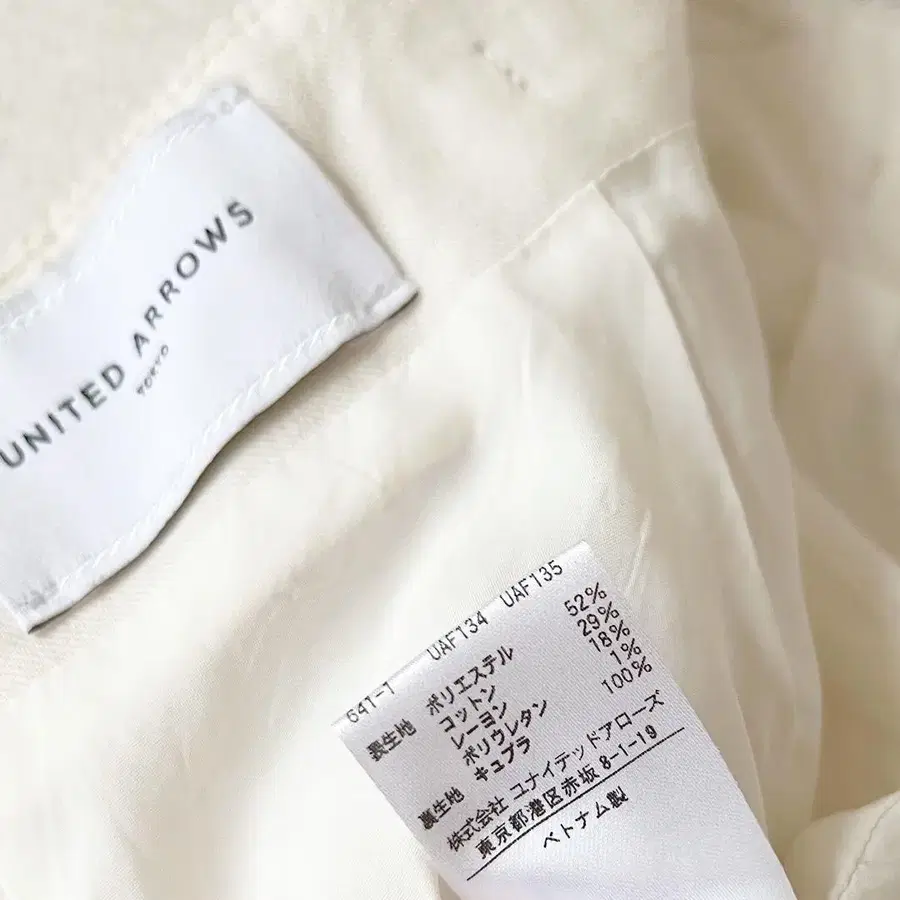 UNITED ARROWS
TOKYO
641-1 UAF134 UAF135
表生地 ポリエステル 52%
コットン 29%
レーヨン 18%
ポリウレタン 1%
裏生地 キュプラ 100%
株式会社 ユナイテッドアローズ
東京都港区赤坂 8-1-19
ベトナム製